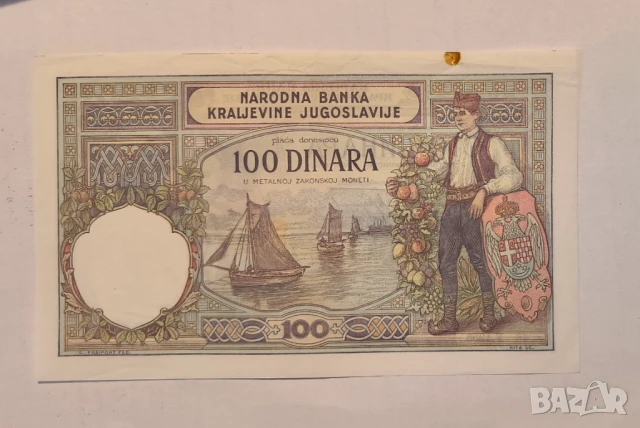 NARODNA BANKA
KRALJEVINE JUGOSLAVIJE
plaća donosiocu
100 DINARA
U METALNOJ ZAKONSKOJ MONETI
100
BAZAR